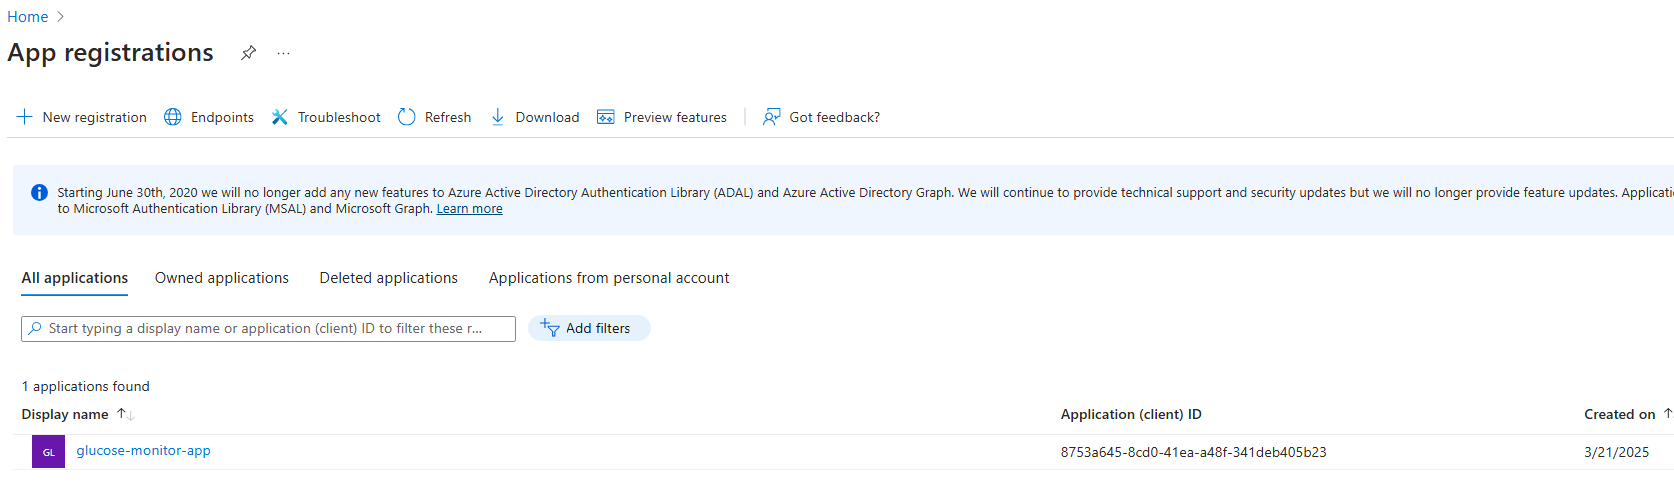 Home
App registrations
New registration Endpoints Troubleshoot Refresh Download Preview features Got feedback?
Starting June 30th, 2020 we will no longer add any new features to Azure Active Directory Authentication Library (ADAL) and Azure Active Directory Graph. We will continue to provide technical support and security updates but we will no longer provide feature updates. Applicati
to Microsoft Authentication Library (MSAL) and Microsoft Graph. Learn more
All applications Owned applications Deleted applications Applications from personal account
Start typing a display name or application (client) ID to filter these r... Add filters
1 applications found
Display name Application (client) ID Created on
GL glucose-monitor-app 8753a645-8cd0-41ea-a48f-341deb405b23 3/21/2025